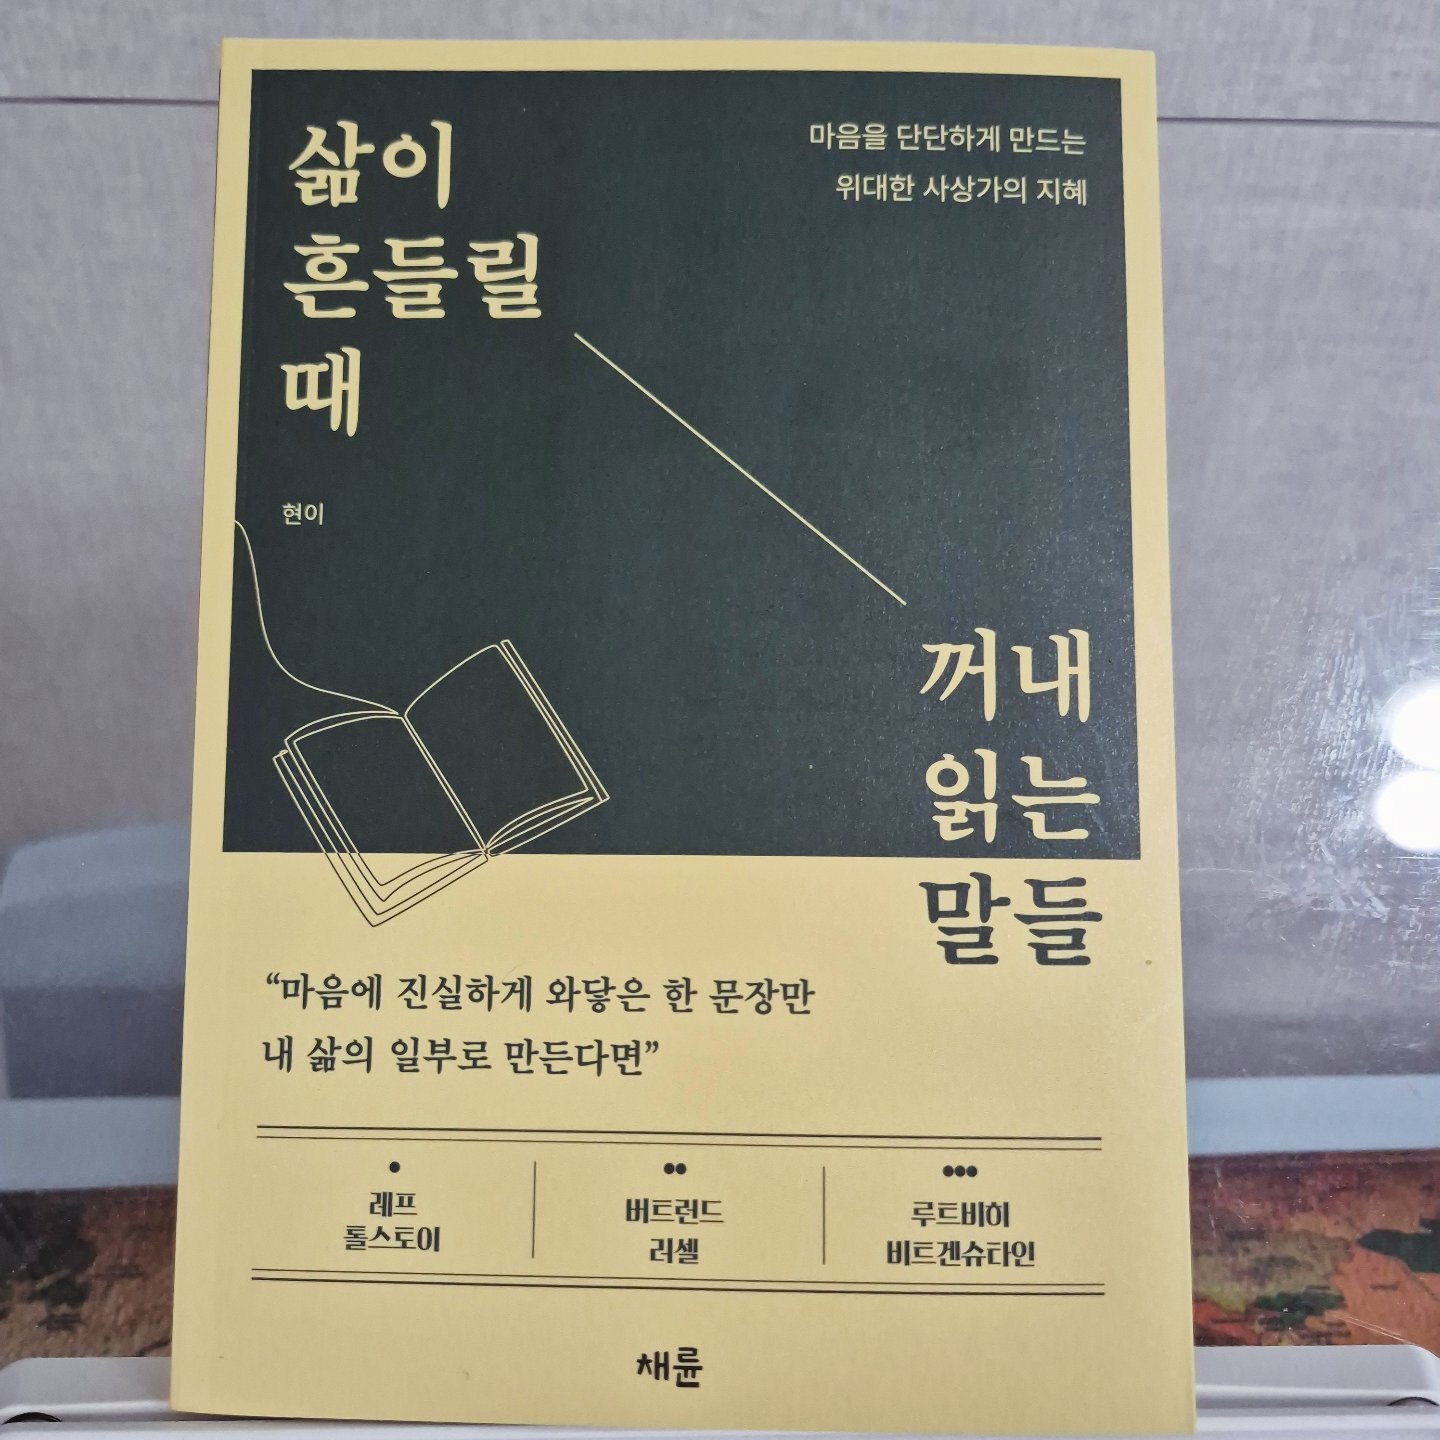 삶이
흔들릴
때
마음을 단단하게 만드는
위대한 사상가의 지혜
현이
꺼내
읽는
말들
“마음에 진실하게 와닿은 한 문장만
내 삶의 일부로 만든다면”
레프
톨스토이
버트런드
러셀
루트비히
비트겐슈타인
채륜